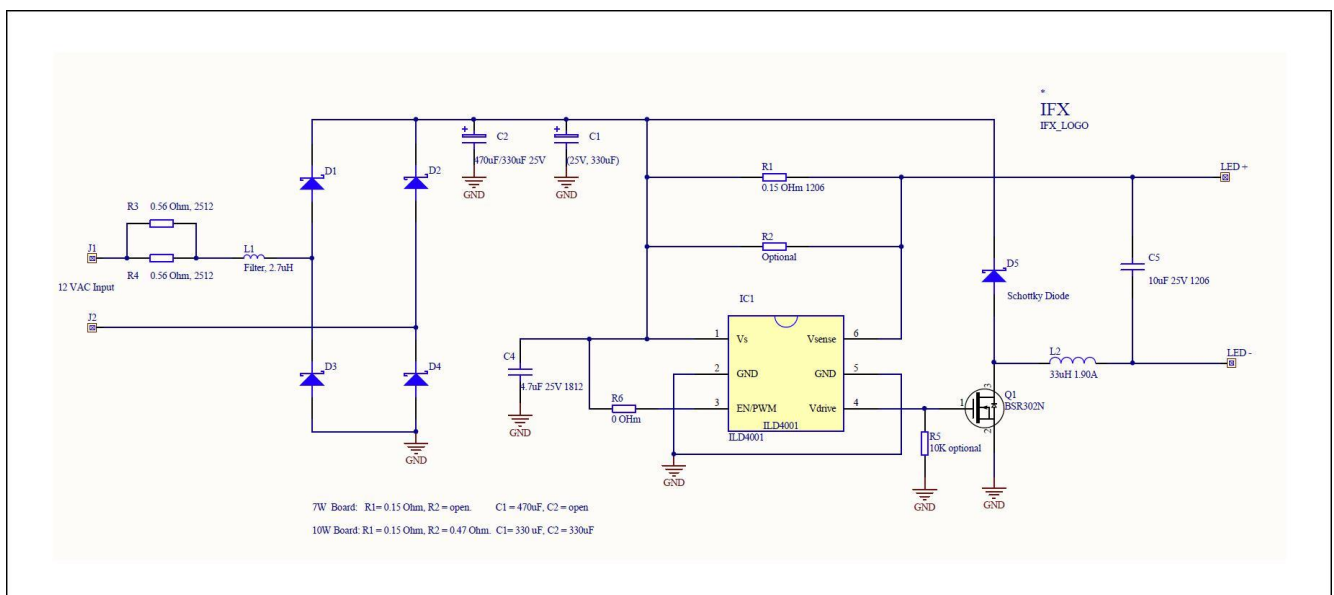 *
IFX
IFX_LOGO
C2
470uF/330uF 25V
GND
C1
(25V, 330uF)
GND
R1
0.15 OHm 1206
LED +
D1
D2
R3 0.56 Ohm, 2512
J1
R4 0.56 Ohm, 2512
L1
Filter, 2.7uH
12 VAC Input
J2
R2
Optional
D5
Schottky Diode
C5
10uF 25V 1206
IC1
1 Vs Vsense 6
2 GND GND 5
3 EN/PWM Vdrive 4
ILD4001
ILD4001
L2
33uH 1.90A
LED -
D3
D4
GND
C4
4.7uF 25V 1812
GND
R6
0 OHm
GND
3
Q1
1
BSR302N
2
R5
10K optional
GND
GND
7W Board: R1= 0.15 Ohm, R2 = open. C1 = 470uF, C2 = open
10W Board: R1 = 0.15 Ohm, R2 = 0.47 Ohm. C1= 330 uF, C2 = 330uF